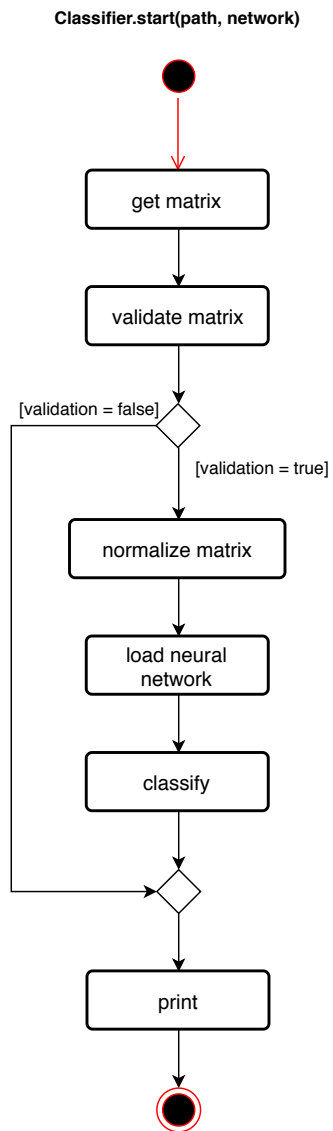 Classifier.start(path, network)
get matrix
validate matrix
[validation = false]
[validation = true]
normalize matrix
load neural
network
classify
print